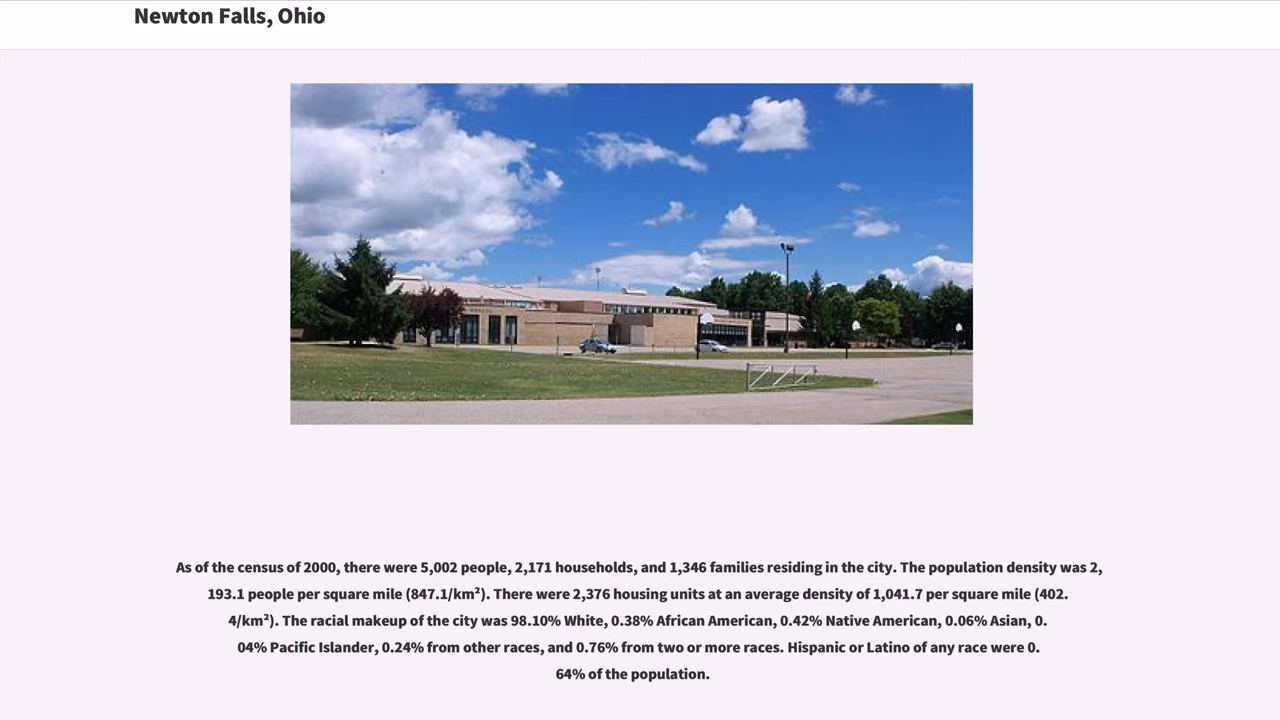 Newton Falls, Ohio
As of the census of 2000, there were 5,002 people, 2,171 households, and 1,346 families residing in the city. The population density was 2,
193.1 people per square mile (847.1/km²). There were 2,376 housing units at an average density of 1,041.7 per square mile (402.
4/km²). The racial makeup of the city was 98.10% White, 0.38% African American, 0.42% Native American, 0.06% Asian, 0.
04% Pacific Islander, 0.24% from other races, and 0.76% from two or more races. Hispanic or Latino of any race were 0.
64% of the population.